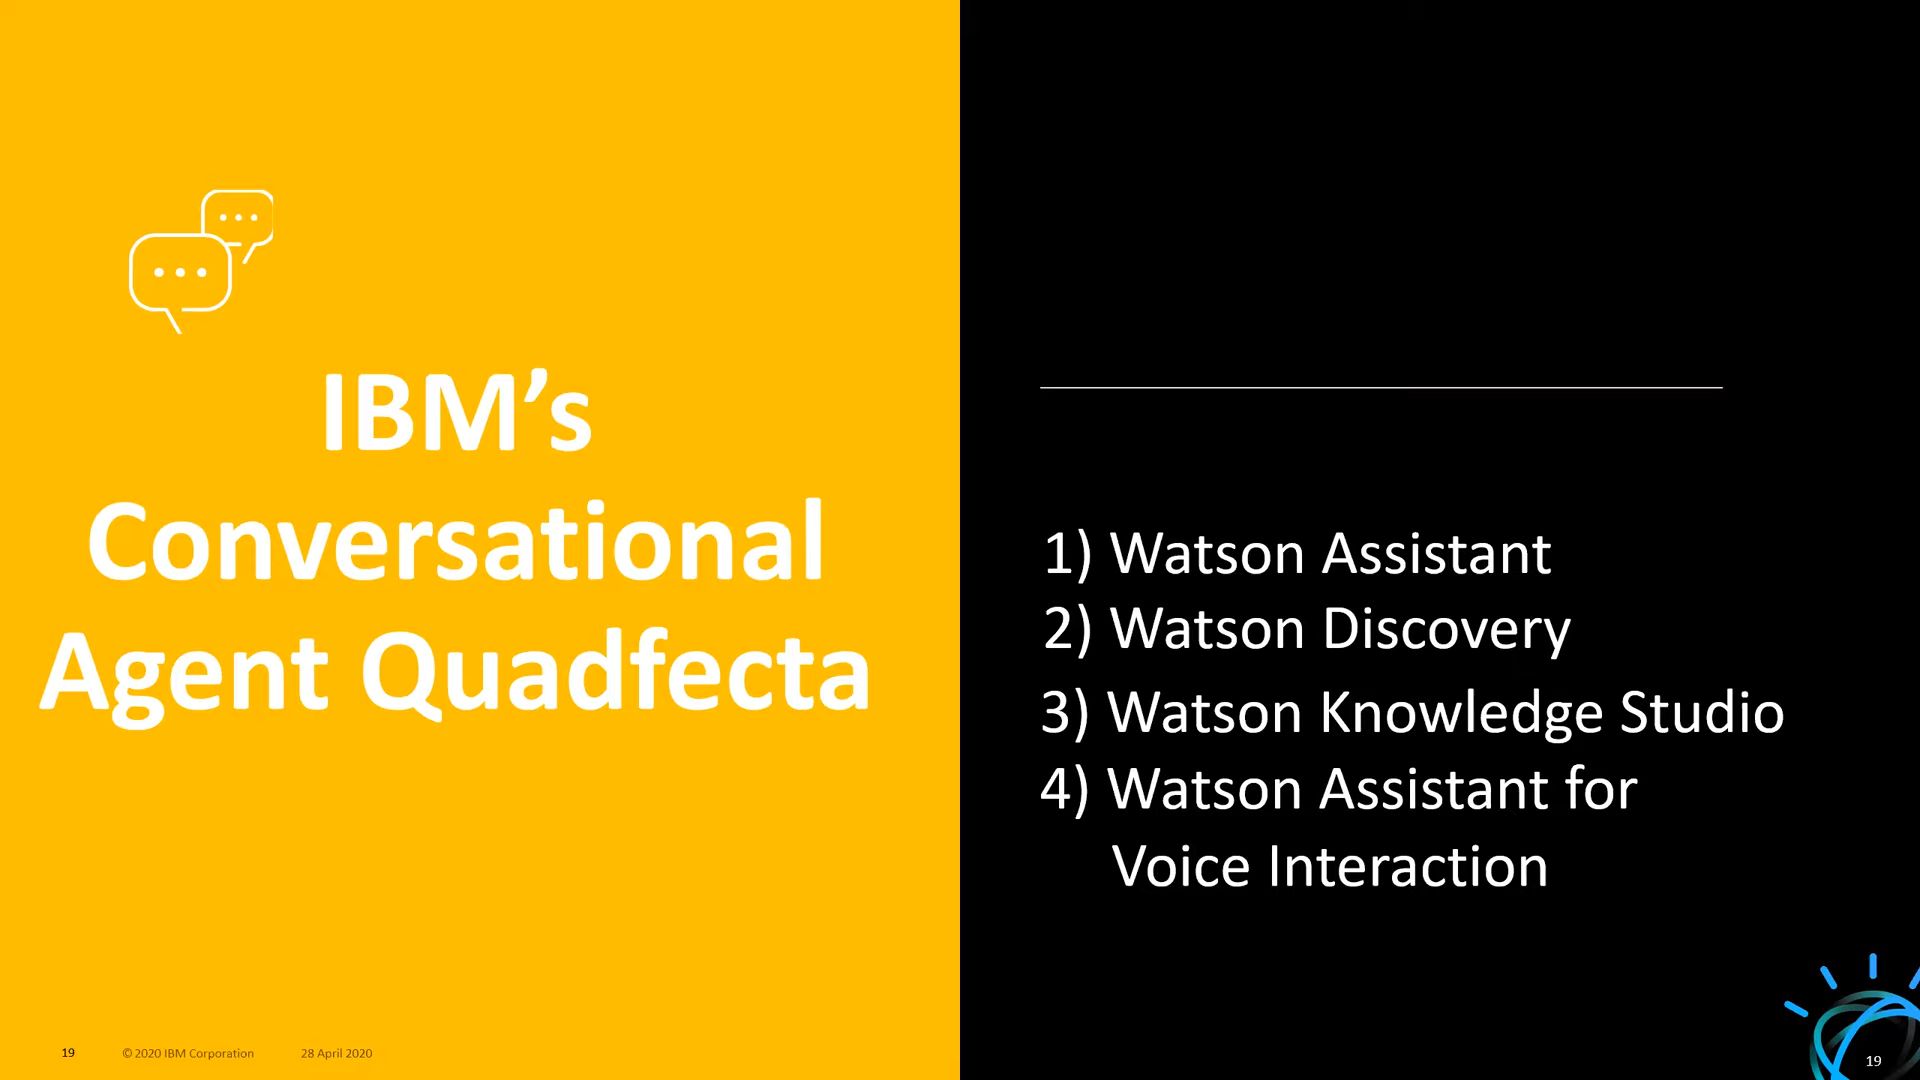 IBM’s
Conversational
Agent Quadfecta
1) Watson Assistant
2) Watson Discovery
3) Watson Knowledge Studio
4) Watson Assistant for
Voice Interaction
19 © 2020 IBM Corporation 28 April 2020
19